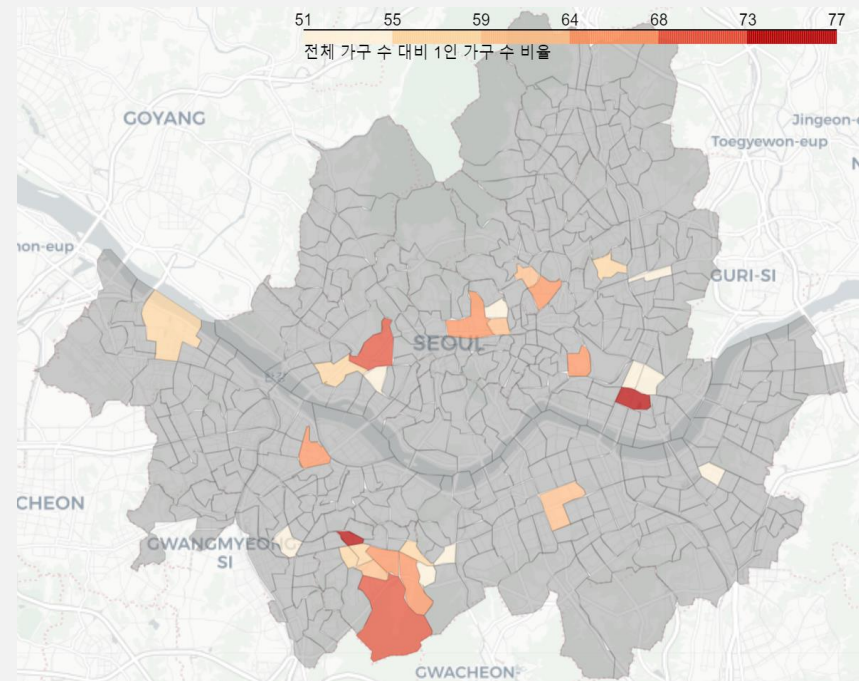 51 55 59 64 68 73 77
전체 가구 수 대비 1인 가구 수 비율
GOYANG
Jingeon-e
Toegyewon-eup
N
on-eup
GURI-SI
SEOUL
CHEON
GWANGMYEONG
SI
GWACHEON-